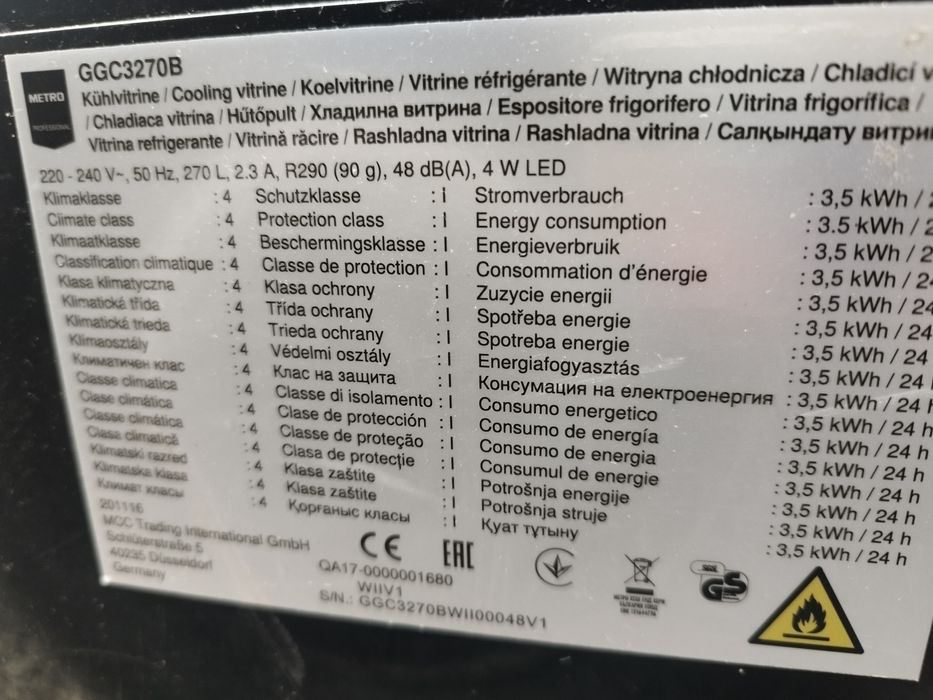 METRO
PROFESSIONAL
GGC3270B
Kühlvitrine / Cooling vitrine / Koelvitrine / Vitrine réfrigérante / Witryna chłodnicza / Chladicí v
/ Chladiaca vitrina / Hűtőpult / Хладилна витрина / Espositore frigorifero / Vitrina frigorífica /
Vitrina refrigerante / Vitrină răcire / Rashladna vitrina / Rashladna vitrina / Салқындату витрин
220 - 240 V~, 50 Hz, 270 L, 2.3 A, R290 (90 g), 48 dB(A), 4 W LED
Klimaklasse : 4 Schutzklasse : I Stromverbrauch : 3,5 kWh / 2
Climate class : 4 Protection class : I Energy consumption : 3.5 kWh / 2
Klimaatklasse : 4 Beschermingsklasse : I Energieverbruik : 3,5 kWh / 2
Classification climatique : 4 Classe de protection : I Consommation d'énergie : 3,5 kWh / 24
Klasa klimatyczna : 4 Klasa ochrony : I Zuzycie energii : 3,5 kWh / 24
Klimatická třída : 4 Třída ochrany : I Spotřeba energie : 3,5 kWh / 24
Klimatická trieda : 4 Trieda ochrany : I Spotreba energie : 3,5 kWh / 24
Klímaosztály : 4 Védelmi osztály : I Energiafogyasztás : 3,5 kWh / 24 h
Климатичен клас : 4 Клас на защита : I Консумация на електроенергия : 3,5 kWh / 24 h
Classe climatica : 4 Classe di isolamento : I Consumo energetico : 3,5 kWh / 24 h
Clase climática : 4 Clase de protección : I Consumo de energía : 3,5 kWh / 24 h
Classe climática : 4 Classe de proteção : I Consumo de energia : 3,5 kWh / 24 h
Clasa climatică : 4 Clasa de protecţie : I Consumul de energie : 3,5 kWh / 24 h
Klimatski razred : 4 Klasa zaštite : I Potrošnja energije : 3,5 kWh / 24 h
Klimatska klasa : 4 Klasa zaštite : I Potrošnja struje : 3,5 kWh / 24 h
Климат класы : 4 Қорғаныс класы : I Қуат тұтыну : 3,5 kWh / 24 h
201116
MCC Trading International GmbH
Schlüterstraße 5
40235 Düsseldorf
Germany
CE
EAC
QA17-0000001680
WIIV1
S/N.: GGC3270BWII00048V1
GS